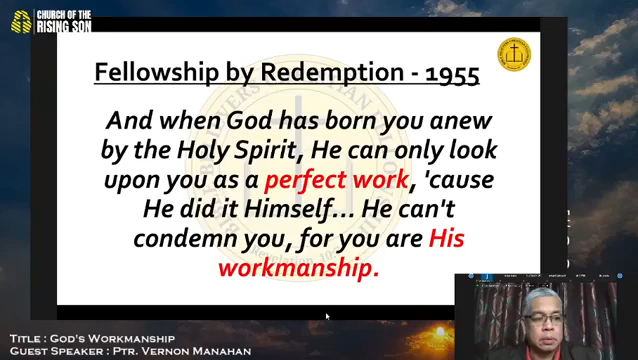 CHURCH OF THE
RISING SON
Fellowship by Redemption - 1955
And when God has born you anew
by the Holy Spirit, He can only look
upon you as a perfect work, 'cause
He did it Himself... He can't
condemn you, for you are His
workmanship.
Title : God's Workmanship
Guest Speaker : Ptr. Vernon Manahan